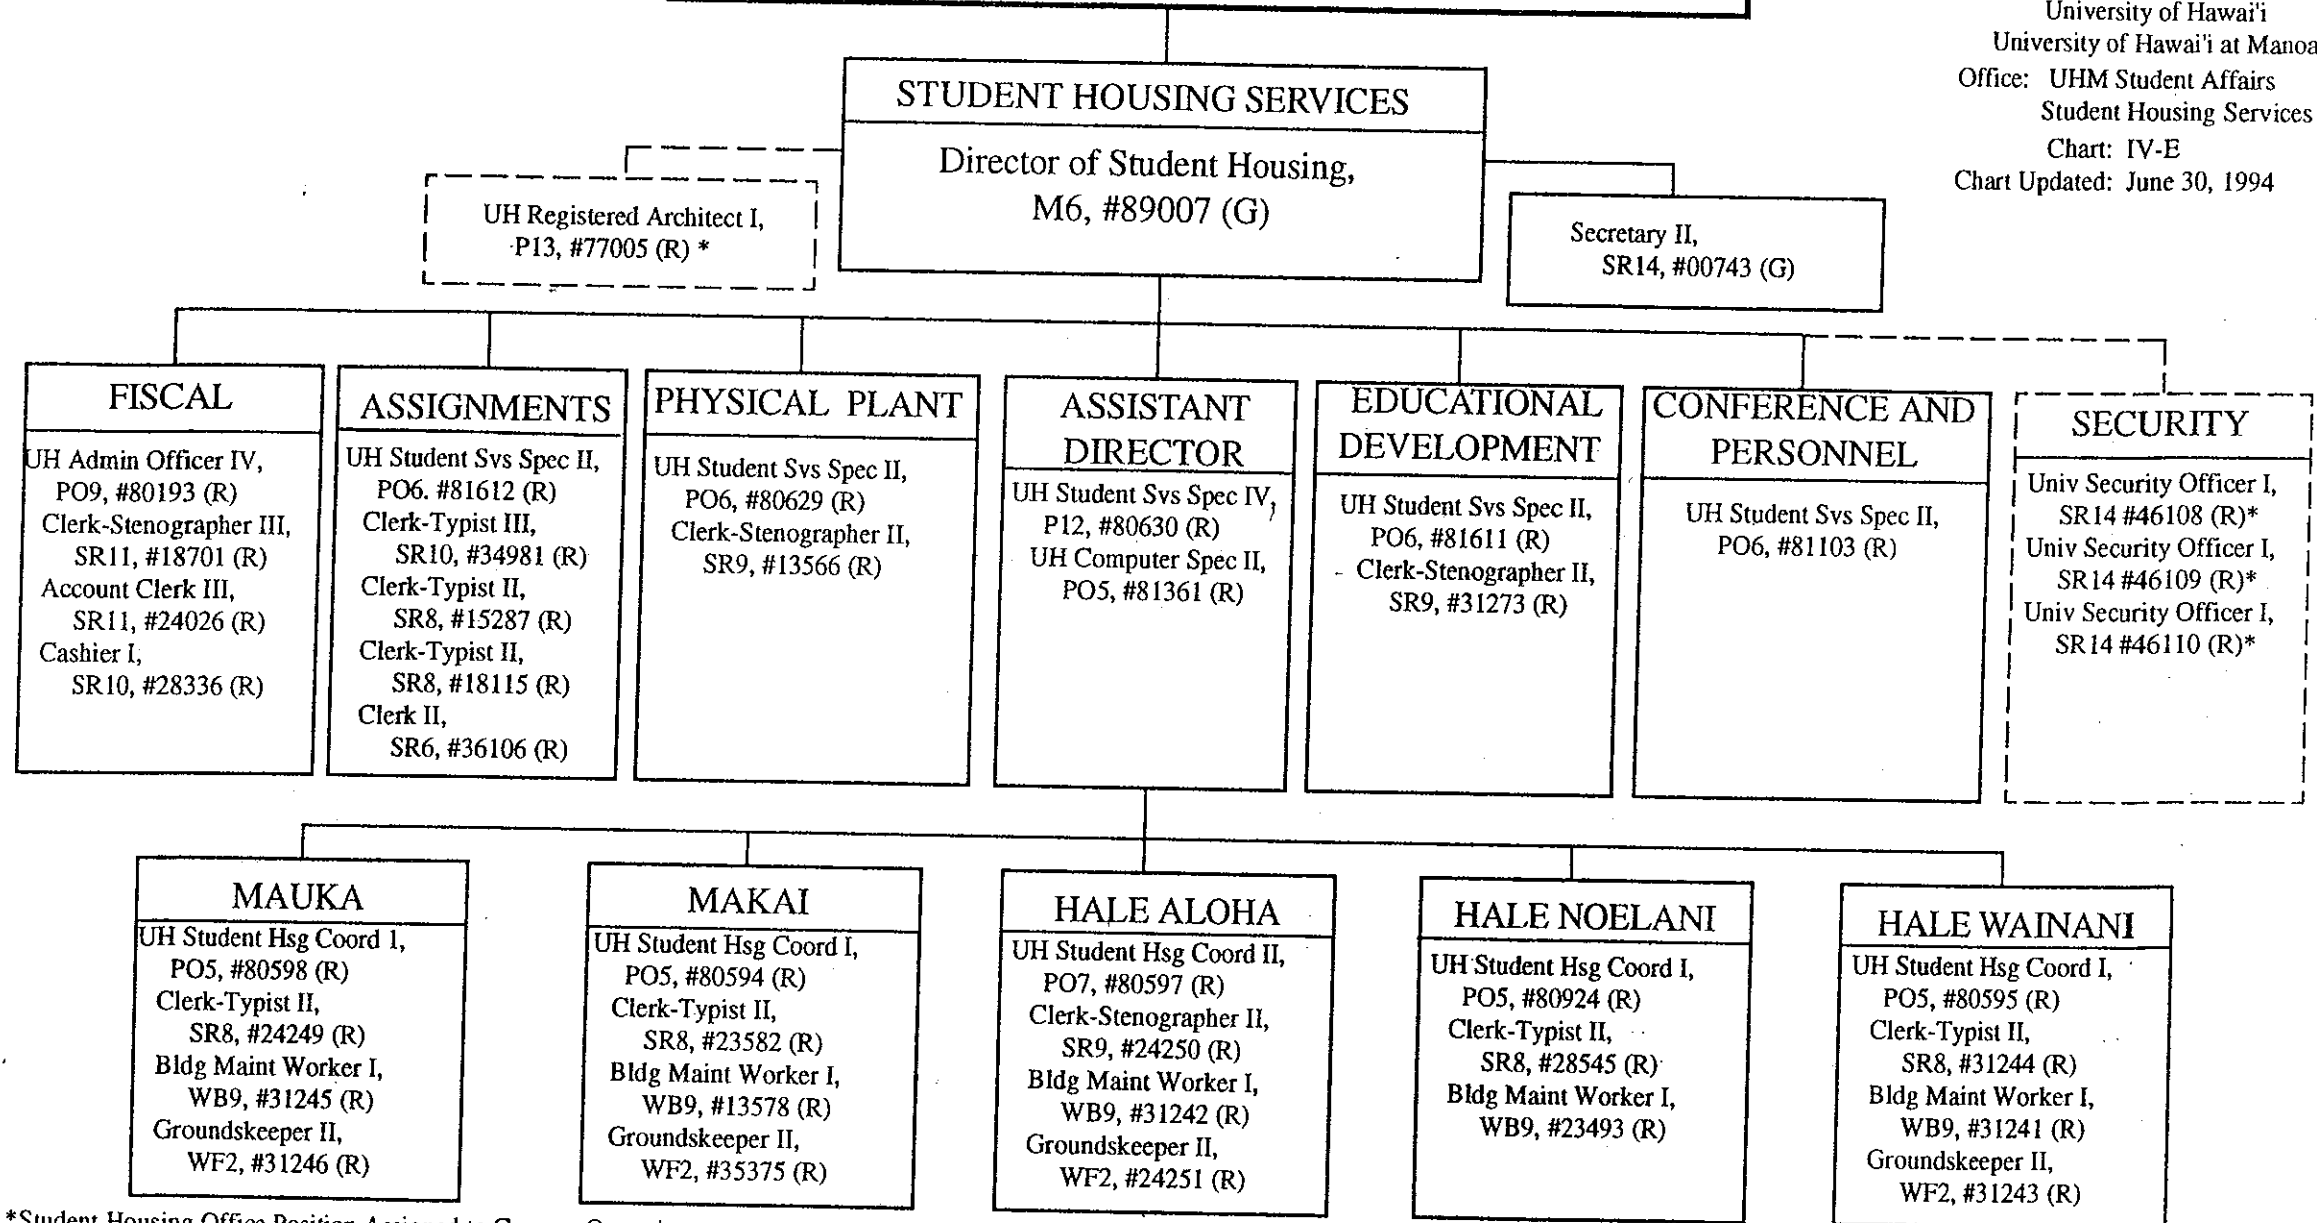 University of Hawai'i
University of Hawai'i at Manoa
Office: UHM Student Affairs
Student Housing Services
Chart: IV-E
Chart Updated: June 30, 1994
STUDENT HOUSING SERVICES
Director of Student Housing,
M6, #89007 (G)
UH Registered Architect I,
P13, #77005 (R) *
Secretary II,
SR14, #00743 (G)
FISCAL
UH Admin Officer IV,
PO9, #80193 (R)
Clerk-Stenographer III,
SR11, #18701 (R)
Account Clerk III,
SR11, #24026 (R)
Cashier I,
SR10, #28336 (R)
ASSIGNMENTS
UH Student Svs Spec II,
PO6. #81612 (R)
Clerk-Typist III,
SR10, #34981 (R)
Clerk-Typist II,
SR8, #15287 (R)
Clerk-Typist II,
SR8, #18115 (R)
Clerk II,
SR6, #36106 (R)
PHYSICAL PLANT
UH Student Svs Spec II,
PO6, #80629 (R)
Clerk-Stenographer II,
SR9, #13566 (R)
ASSISTANT
DIRECTOR
UH Student Svs Spec IV,
P12, #80630 (R)
UH Computer Spec II,
PO5, #81361 (R)
EDUCATIONAL
DEVELOPMENT
UH Student Svs Spec II,
PO6, #81611 (R)
Clerk-Stenographer II,
SR9, #31273 (R)
CONFERENCE AND
PERSONNEL
UH Student Svs Spec II,
PO6, #81103 (R)
SECURITY
Univ Security Officer I,
SR14 #46108 (R)*
Univ Security Officer I,
SR14 #46109 (R)*
Univ Security Officer I,
SR14 #46110 (R)*
MAUKA
UH Student Hsg Coord 1,
PO5, #80598 (R)
Clerk-Typist II,
SR8, #24249 (R)
Bldg Maint Worker I,
WB9, #31245 (R)
Groundskeeper II,
WF2, #31246 (R)
MAKAI
UH Student Hsg Coord I,
PO5, #80594 (R)
Clerk-Typist II,
SR8, #23582 (R)
Bldg Maint Worker I,
WB9, #13578 (R)
Groundskeeper II,
WF2, #35375 (R)
HALE ALOHA
UH Student Hsg Coord II,
PO7, #80597 (R)
Clerk-Stenographer II,
SR9, #24250 (R)
Bldg Maint Worker I,
WB9, #31242 (R)
Groundskeeper II,
WF2, #24251 (R)
HALE NOELANI
UH Student Hsg Coord I,
PO5, #80924 (R)
Clerk-Typist II,
SR8, #28545 (R)
Bldg Maint Worker I,
WB9, #23493 (R)
HALE WAINANI
UH Student Hsg Coord I,
PO5, #80595 (R)
Clerk-Typist II,
SR8, #31244 (R)
Bldg Maint Worker I,
WB9, #31241 (R)
Groundskeeper II,
WF2, #31243 (R)
*Student Housing Office Position Assigned to